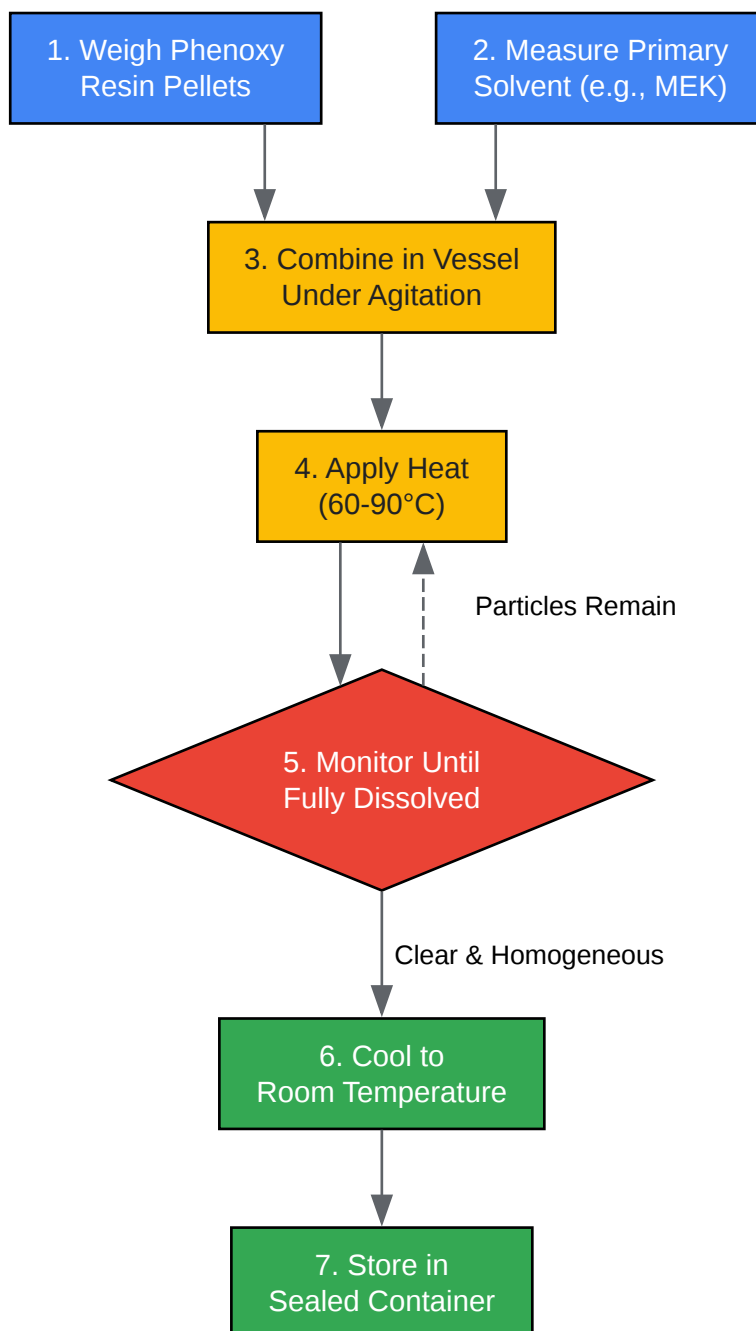 1. Weigh Phenoxy
Resin Pellets
2. Measure Primary
Solvent (e.g., MEK)
3. Combine in Vessel
Under Agitation
4. Apply Heat
(60-90°C)
Particles Remain
5. Monitor Until
Fully Dissolved
Clear & Homogeneous
6. Cool to
Room Temperature
7. Store in
Sealed Container